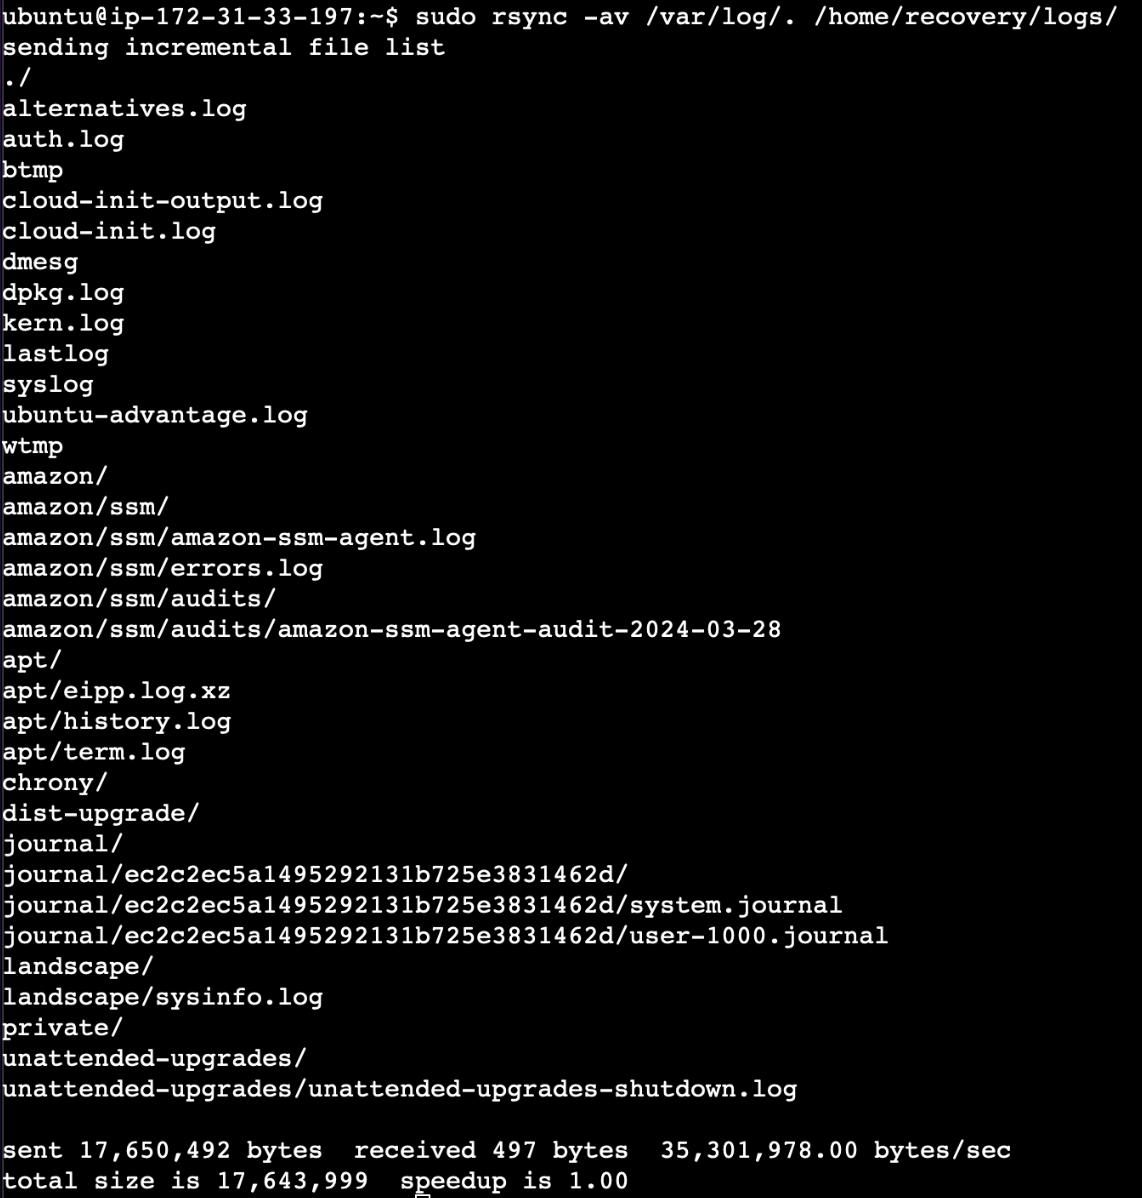 ubuntu@ip-172-31-33-197:~$ sudo rsync -av /var/log/. /home/recovery/logs/
sending incremental file list
./
alternatives.log
auth.log
btmp
cloud-init-output.log
cloud-init.log
dmesg
dpkg.log
kern.log
lastlog
syslog
ubuntu-advantage.log
wtmp
amazon/
amazon/ssm/
amazon/ssm/amazon-ssm-agent.log
amazon/ssm/errors.log
amazon/ssm/audits/
amazon/ssm/audits/amazon-ssm-agent-audit-2024-03-28
apt/
apt/eipp.log.xz
apt/history.log
apt/term.log
chrony/
dist-upgrade/
journal/
journal/ec2c2ec5a1495292131b725e3831462d/
journal/ec2c2ec5a1495292131b725e3831462d/system.journal
journal/ec2c2ec5a1495292131b725e3831462d/user-1000.journal
landscape/
landscape/sysinfo.log
private/
unattended-upgrades/
unattended-upgrades/unattended-upgrades-shutdown.log

sent 17,650,492 bytes  received 497 bytes  35,301,978.00 bytes/sec
total size is 17,643,999  speedup is 1.00